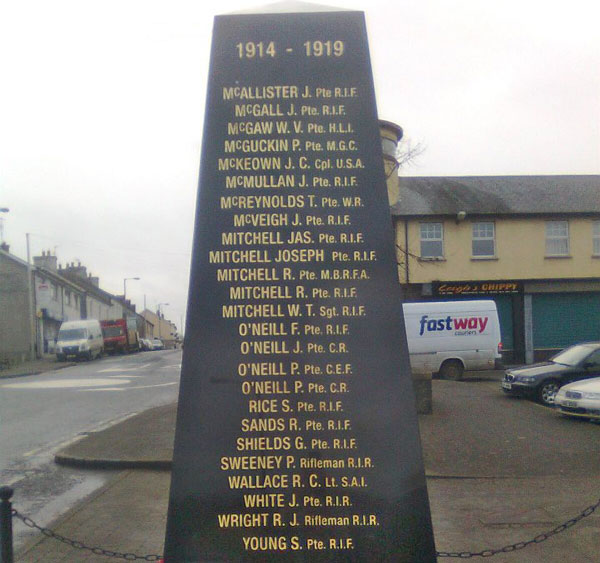 1914 - 1919
McALLISTER J. Pte R.I.F.
McGALL J. Pte. R.I.F.
McGAW W. V. Pte. H.L.I.
McGUCKIN P. Pte. M.G.C.
McKEOWN J. C. Cpl. U.S.A.
McMULLAN J. Pte. R.I.F.
McREYNOLDS T. Pte. W.R.
McVEIGH J. Pte. R.I.F.
MITCHELL JAS. Pte. R.I.F.
MITCHELL JOSEPH Pte. R.I.F.
MITCHELL R. Pte. M.B.R.F.A.
MITCHELL R. Pte. R.I.F.
MITCHELL W. T. Sgt. R.I.F.
O'NEILL F. Pte. R.I.F.
O'NEILL J. Pte. C.R.
O'NEILL P. Pte. C.E.F.
O'NEILL P. Pte. C.R.
RICE S. Pte. R.I.F.
SANDS R. Pte. R.I.F.
SHIELDS G. Pte. R.I.F.
SWEENEY P. Rifleman R.I.R.
WALLACE R. C. Lt. S.A.I.
WHITE J. Pte. R.I.R.
WRIGHT R. J. Rifleman R.I.R.
YOUNG S. Pte. R.I.F.
CHIPPY
fastway
couriers